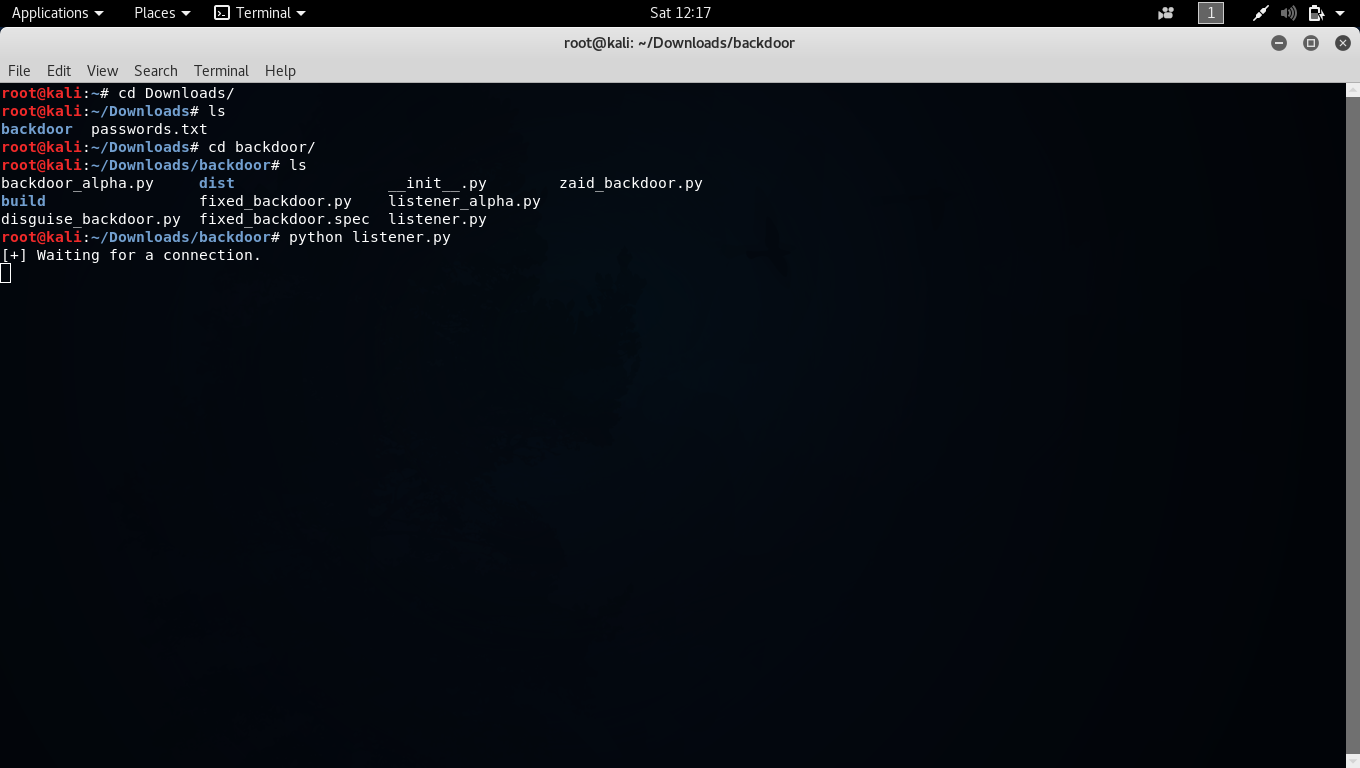 Applications Places Terminal Sat 12:17 1
root@kali: ~/Downloads/backdoor
File Edit View Search Terminal Help
root@kali:~# cd Downloads/
root@kali:~/Downloads# ls
backdoor  passwords.txt
root@kali:~/Downloads# cd backdoor/
root@kali:~/Downloads/backdoor# ls
backdoor_alpha.py     dist                 __init__.py        zaid_backdoor.py
build                 fixed_backdoor.py    listener_alpha.py
disguise_backdoor.py  fixed_backdoor.spec  listener.py
root@kali:~/Downloads/backdoor# python listener.py
[+] Waiting for a connection.